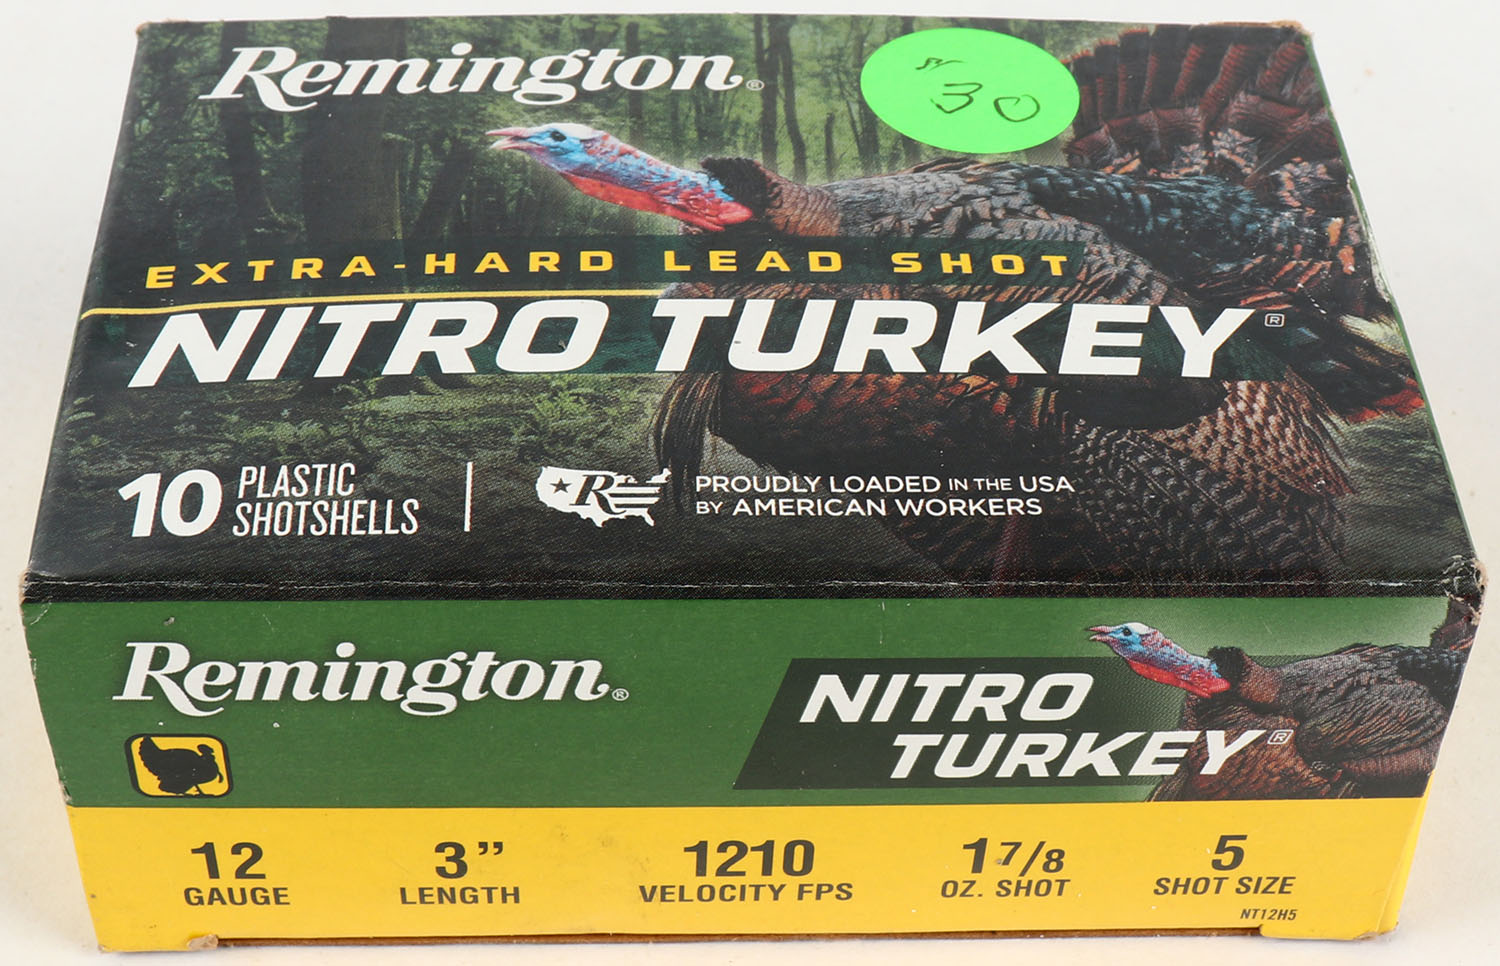 Remington®
30
EXTRA-HARD LEAD SHOT
NITRO TURKEY®
10 PLASTIC SHOTSHELLS
R
PROUDLY LOADED IN THE USA
BY AMERICAN WORKERS
Remington®
NITRO
TURKEY®
12 GAUGE
3” LENGTH
1210 VELOCITY FPS
1 7/8 OZ. SHOT
5 SHOT SIZE
NT12H5